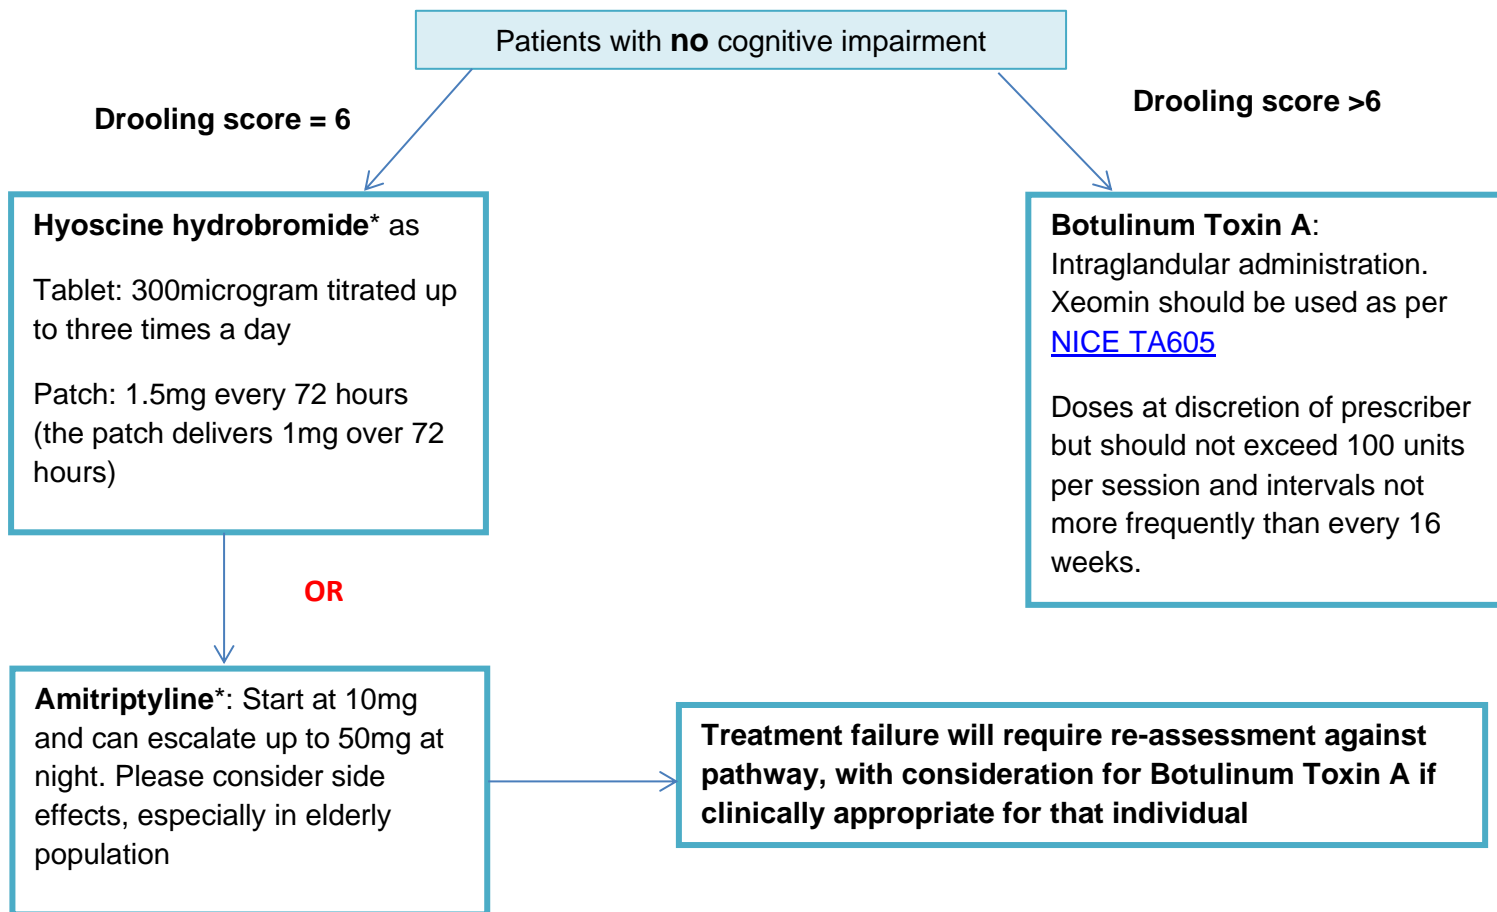 Patients with no cognitive impairment
Drooling score = 6
Drooling score >6
Hyoscine hydrobromide* as
Tablet: 300microgram titrated up
to three times a day
Patch: 1.5mg every 72 hours
(the patch delivers 1mg over 72
hours)
Botulinum Toxin A:
Intraglandular administration.
Xeomin should be used as per
NICE TA605
Doses at discretion of prescriber
but should not exceed 100 units
per session and intervals not
more frequently than every 16
weeks.
OR
Amitriptyline*: Start at 10mg
and can escalate up to 50mg at
night. Please consider side
effects, especially in elderly
population
Treatment failure will require re-assessment against
pathway, with consideration for Botulinum Toxin A if
clinically appropriate for that individual